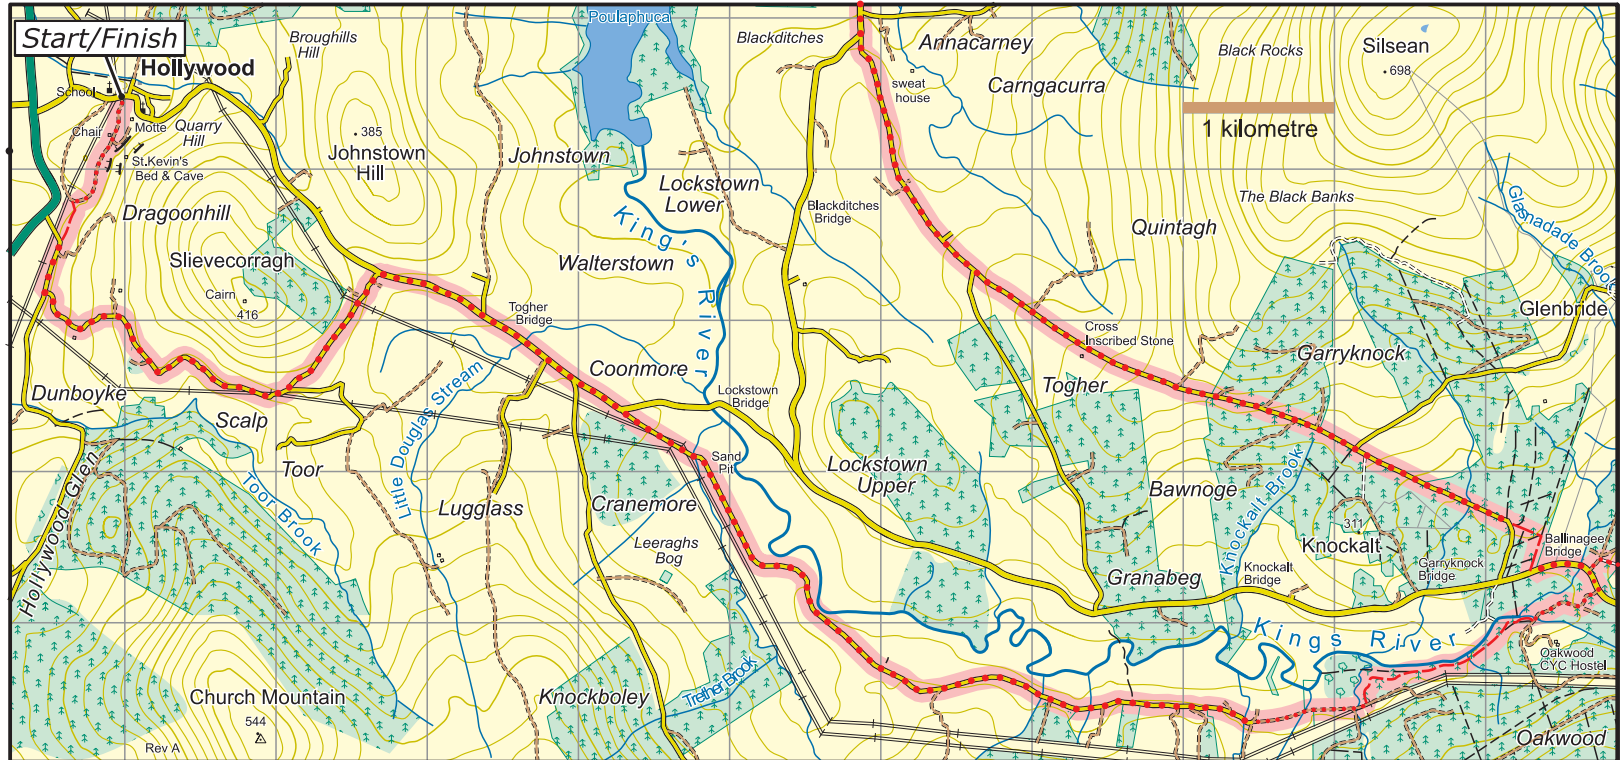 Start/Finish
Hollywood
School
Chair
Motte
Quarry
Hill
St.Kevin's
Bed & Cave
Broughills
Hill
385
Johnstown
Hill
Dragoonhill
Slievecorragh
Cairn
416
Dunboyke
Scalp
Toor
Hollywood Glen
Toor Brook
Church Mountain
544
Rev A
Poulaphuca
Johnstown
Lockstown
Lower
King's River
Walterstown
Togher
Bridge
Coonmore
Little Douglas Stream
Lugglass
Cranemore
Leeraghs
Bog
Knockboley
Trether Brook
Sand
Pit
Lockstown
Bridge
Lockstown
Upper
Blackditches
Blackditches
Bridge
Annacarney
sweat
house
Carngacurra
Black Rocks
Silsean
698
1 kilometre
The Black Banks
Quintagh
Glasnadade Brook
Glenbride
Cross
Inscribed Stone
Garryknock
Togher
Bawnoge
Knockalt Brook
311
Knockalt
Granabeg
Knockalt
Bridge
Garryknock
Bridge
Ballinagee
Bridge
Kings River
Oakwood
CYC Hostel
Oakwood